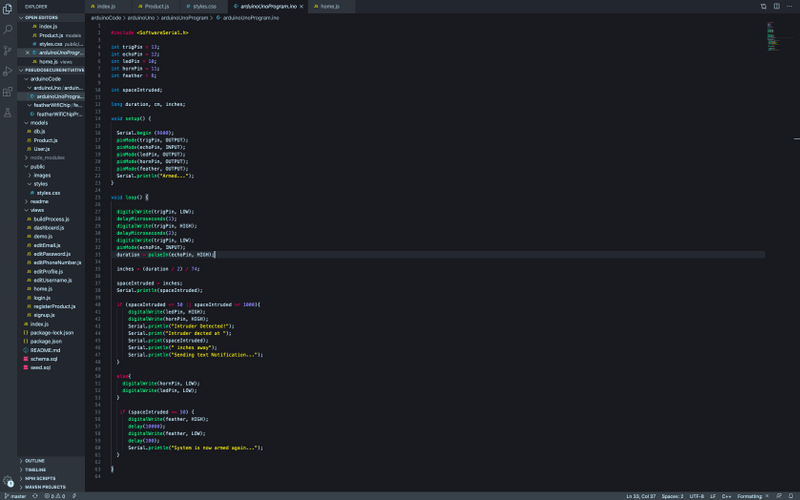 EXPLORER
index.js
Product.js
styles.css
arduinoUnoProgram.ino
home.js
OPEN EDITORS
arduinoCode > arduinoUno > arduinoUnoProgram > arduinoUnoProgram.ino
index.js
Product.js models
styles.css public/...
arduinoUnoProgr...
home.js views
PSEUDOSECUREINTUITIVE
arduinoCode
arduinoUno / arduin...
arduinoUnoProgra...
featherWifiChip / fe...
featherWifiChipPr...
models
db.js
Product.js
User.js
node_modules
public
images
styles
styles.css
readme
views
buildProcess.js
dashboard.js
demo.js
editEmail.js
editPassword.js
editPhoneNumber.js
editProfile.js
editUsername.js
home.js
login.js
registerProduct.js
signup.js
index.js
package-lock.json
package.json
README.md
schema.sql
seed.sql
OUTLINE
TIMELINE
NPM SCRIPTS
MAVEN PROJECTS
#include <SoftwareSerial.h>
int trigPin = 13;
int echoPin = 12;
int ledPin = 10;
int hornPin = 11;
int feather = 8;
int spaceIntruded;
long duration, cm, inches;
void setup() {
Serial.begin (9600);
pinMode(trigPin, OUTPUT);
pinMode(echoPin, INPUT);
pinMode(ledPin, OUTPUT);
pinMode(hornPin, OUTPUT);
pinMode(feather, OUTPUT);
Serial.println("Armed...");
}
void loop() {
digitalWrite(trigPin, LOW);
delayMicroseconds(5);
digitalWrite(trigPin, HIGH);
delayMicroseconds(2);
digitalWrite(trigPin, LOW);
pinMode(echoPin, INPUT);
duration = pulseIn(echoPin, HIGH);
inches = (duration / 2) / 74;
spaceIntruded = inches;
Serial.println(spaceIntruded);
if (spaceIntruded <= 50 || spaceIntruded >= 1000){
digitalWrite(ledPin, HIGH);
digitalWrite(hornPin, HIGH);
Serial.println("Intruder Detected!");
Serial.print("Intruder dected at ");
Serial.print(spaceIntruded);
Serial.println(" inches away");
Serial.println("Sending text Notification...");
}
else{
digitalWrite(hornPin, LOW);
digitalWrite(ledPin, LOW);
}
if (spaceIntruded <= 50) {
digitalWrite(feather, HIGH);
delay(10000);
digitalWrite(feather, LOW);
delay(100);
Serial.println("System is now armed again...");
}
}
master
0 0
Ln 33, Col 37 Spaces: 2 UTF-8 LF C++ Formatting